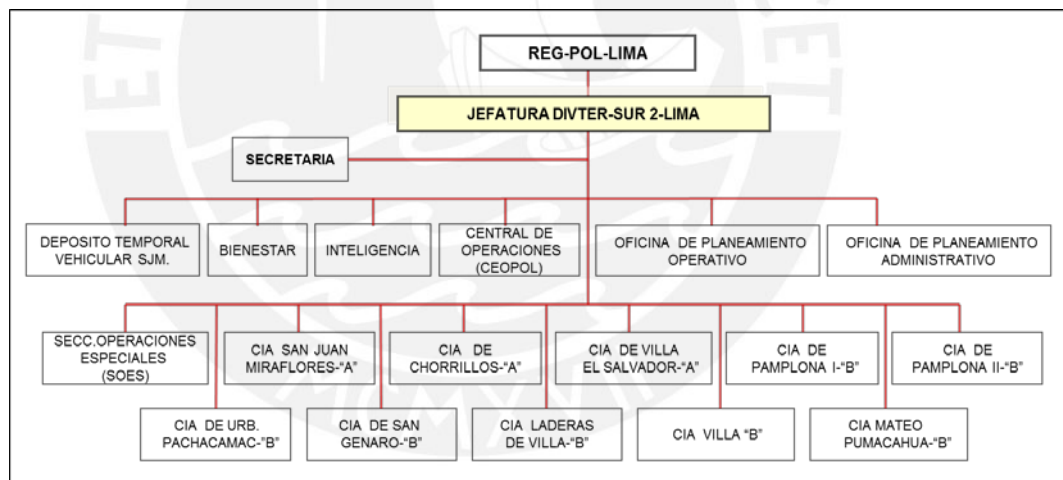 REG-POL-LIMA
JEFATURA DIVTER-SUR 2-LIMA
SECRETARIA
DEPOSITO TEMPORAL
VEHICULAR SJM.
BIENESTAR
INTELIGENCIA
CENTRAL DE
OPERACIONES
(CEOPOL)
OFICINA DE PLANEAMIENTO
OPERATIVO
OFICINA DE PLANEAMIENTO
ADMINISTRATIVO
SECC.OPERACIONES
ESPECIALES
(SOES)
CIA SAN JUAN
MIRAFLORES-“A”
CIA DE
CHORRILLOS-“A”
CIA DE VILLA
EL SALVADOR-“A”
CIA DE
PAMPLONA I-“B”
CIA DE
PAMPLONA II-“B”
CIA DE URB.
PACHACAMAC-”B”
CIA DE SAN
GENARO-“B”
CIA LADERAS
DE VILLA-“B”
CIA VILLA “B”
CIA MATEO
PUMACAHUA-“B”